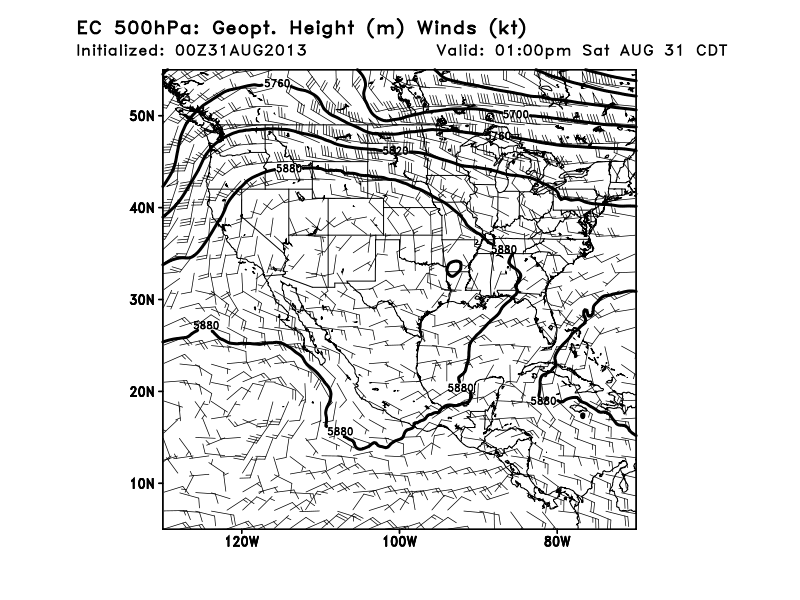 EC 500hPa: Geopt. Height (m) Winds (kt)
Initialized: 00Z31AUG2013 Valid: 01:00pm Sat AUG 31 CDT
5760
50N
5700
5760
5820
5880
40N
5880
30N
5880
20N
5880
5880
5880
10N
120W 100W 80W